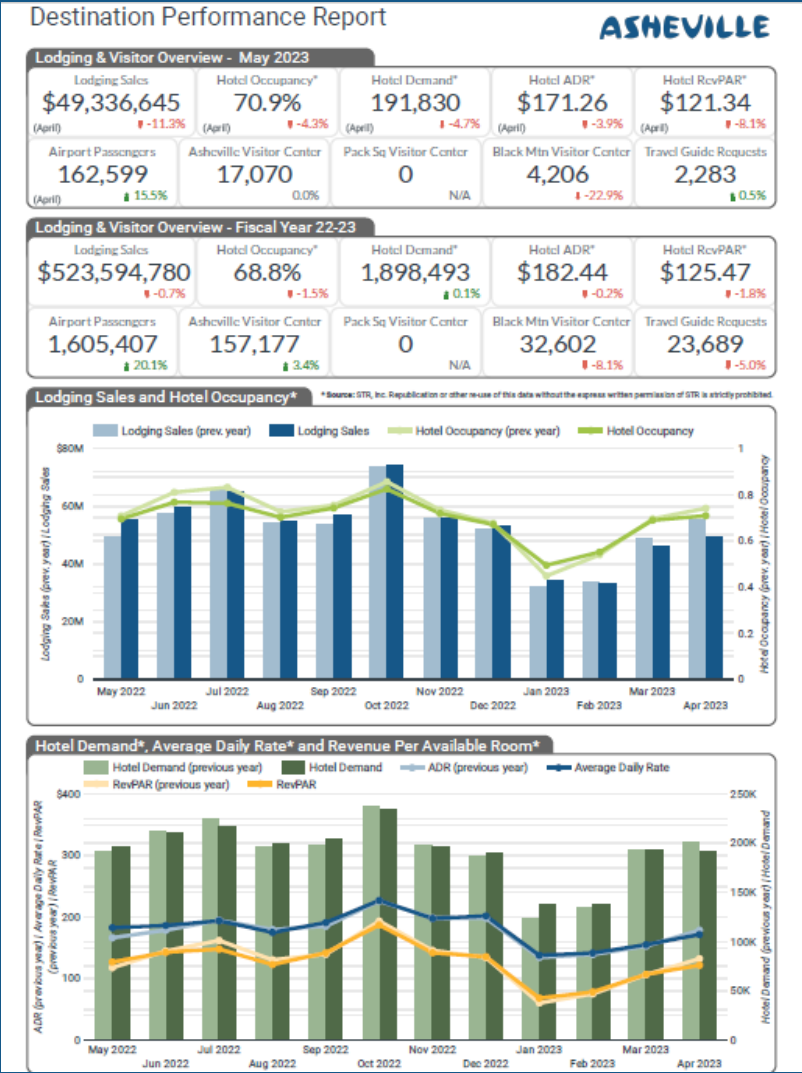 Destination Performance Report
ASHEVILLE
Lodging & Visitor Overview - May 2023
Lodging Sales
$49,336,645
(April) -11.3%
Hotel Occupancy*
70.9%
(April) -4.3%
Hotel Demand*
191,830
(April) -4.7%
Hotel ADR*
$171.26
(April) -3.9%
Hotel RevPAR*
$121.34
(April) -8.1%
Airport Passengers
162,599
(April) 15.5%
Asheville Visitor Center
17,070
0.0%
Pack Sq Visitor Center
0
N/A
Black Mtn Visitor Center
4,206
-22.9%
Travel Guide Requests
2,283
0.5%
Lodging & Visitor Overview - Fiscal Year 22-23
Lodging Sales
$523,594,780
-0.7%
Hotel Occupancy*
68.8%
-1.5%
Hotel Demand*
1,898,493
0.1%
Hotel ADR*
$182.44
-0.2%
Hotel RevPAR*
$125.47
-1.8%
Airport Passengers
1,605,407
20.1%
Asheville Visitor Center
157,177
3.4%
Pack Sq Visitor Center
0
N/A
Black Mtn Visitor Center
32,602
-8.1%
Travel Guide Requests
23,689
-5.0%
Lodging Sales and Hotel Occupancy*
*Source: STR, Inc. Republication or other re-use of this data without the express written permission of STR is strictly prohibited.
Lodging Sales (prev. year) Lodging Sales Hotel Occupancy (prev. year) Hotel Occupancy
Lodging Sales (prev. year) | Lodging Sales
$80M
60M
40M
20M
0
1
0.8
0.6
0.4
0.2
0
Hotel Occupancy (prev. year) | Hotel Occupancy
May 2022 Jul 2022 Sep 2022 Nov 2022 Jan 2023 Mar 2023
Jun 2022 Aug 2022 Oct 2022 Dec 2022 Feb 2023 Apr 2023
Hotel Demand*, Average Daily Rate* and Revenue Per Available Room*
Hotel Demand (previous year) Hotel Demand ADR (previous year) Average Daily Rate
RevPAR (previous year) RevPAR
ADR (previous year) | Average Daily Rate | RevPAR
(previous year) | RevPAR
$400
300
200
100
0
250K
200K
150K
100K
50K
0
Hotel Demand (previous year) | Hotel Demand
May 2022 Jul 2022 Sep 2022 Nov 2022 Jan 2023 Mar 2023
Jun 2022 Aug 2022 Oct 2022 Dec 2022 Feb 2023 Apr 2023